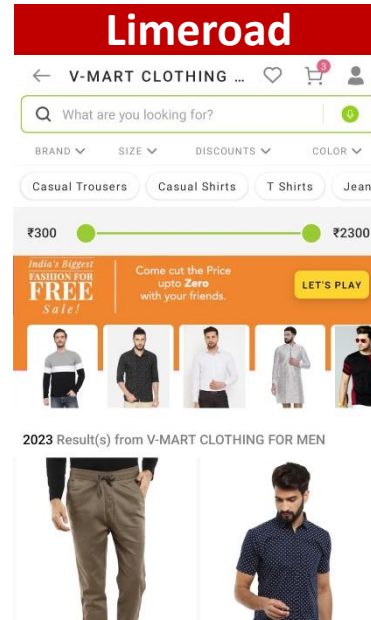 Limeroad
V-MART CLOTHING ...
3
What are you looking for?
BRAND SIZE DISCOUNTS COLOR
Casual Trousers Casual Shirts T Shirts Jean
₹300 ₹2300
India's Biggest
FASHION FOR
FREE
Sale!
Come cut the Price
upto Zero
with your friends.
LET'S PLAY
2023 Result(s) from V-MART CLOTHING FOR MEN